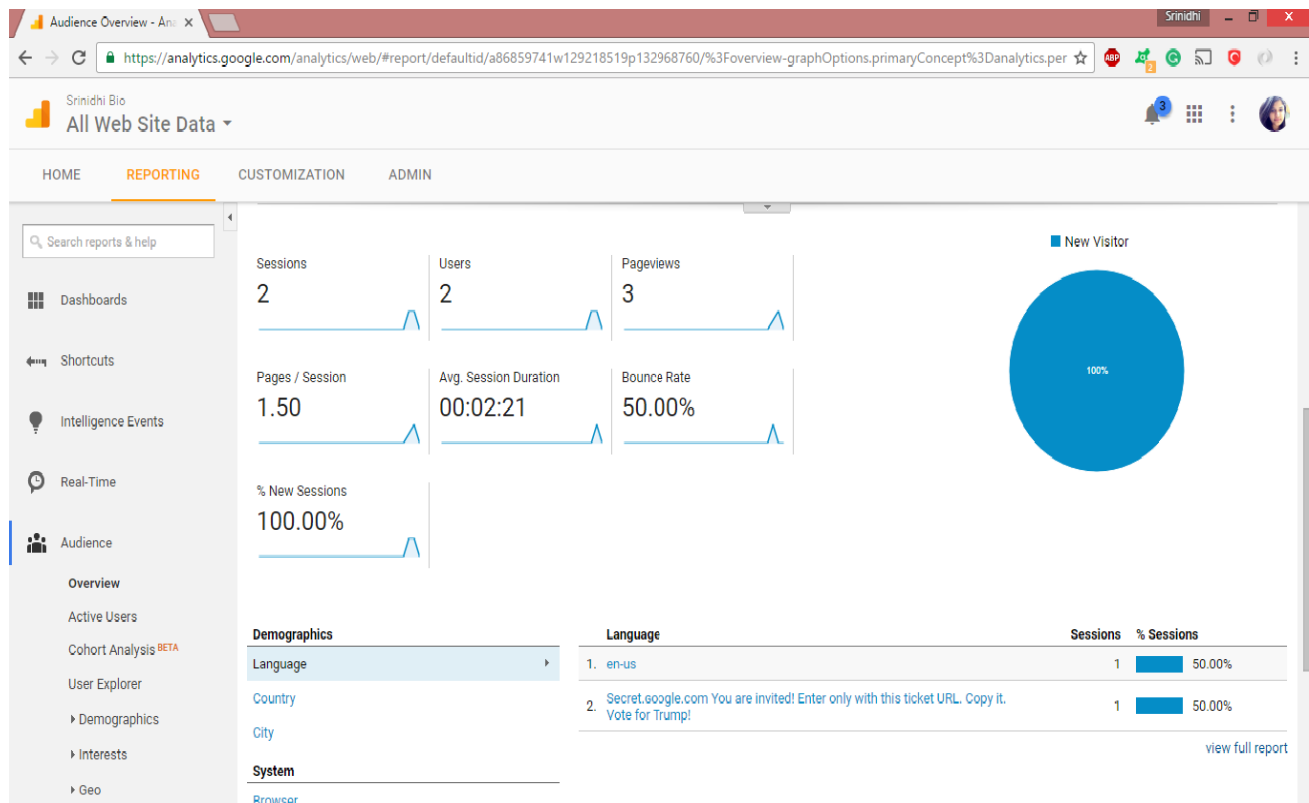 Audience Overview - Ana
Srinidhi
https://analytics.google.com/analytics/web/#report/defaultid/a86859741w129218519p132968760/%3Foverview-graphOptions.primaryConcept%3Danalytics.per
ABP
2
Srinidhi Bio
All Web Site Data
3
HOME REPORTING CUSTOMIZATION ADMIN
Search reports & help
Dashboards
Shortcuts
Intelligence Events
Real-Time
Audience
Overview
Active Users
Cohort Analysis BETA
User Explorer
Demographics
Interests
Geo
Sessions
2
Users
2
Pageviews
3
Pages / Session
1.50
Avg. Session Duration
00:02:21
Bounce Rate
50.00%
% New Sessions
100.00%
New Visitor
100%
Demographics
Language
Country
City
System
Browser
Language Sessions % Sessions
1. en-us 1 50.00%
2. Secret.ɢoogle.com You are invited! Enter only with this ticket URL. Copy it.
Vote for Trump! 1 50.00%
view full report